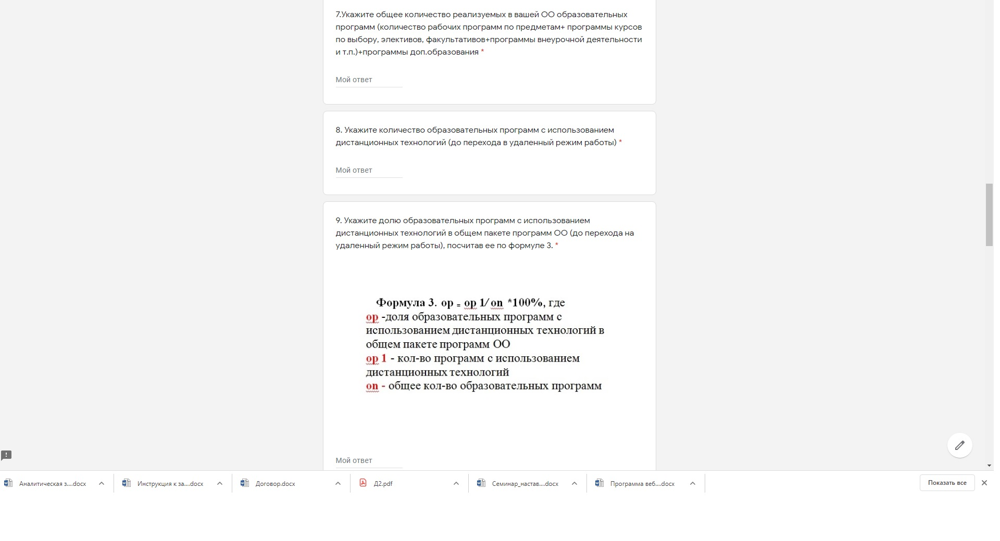 7.Укажите общее количество реализуемых в вашей ОО образовательных
программ (количество рабочих программ по предметам+ программы курсов
по выбору, элективов, факультативов+программы внеурочной деятельности
и т.п.)+программы доп.образования *
Мой ответ
8. Укажите количество образовательных программ с использованием
дистанционных технологий (до перехода в удаленный режим работы) *
Мой ответ
9. Укажите долю образовательных программ с использованием
дистанционных технологий в общем пакете программ ОО (до перехода на
удаленный режим работы), посчитав ее по формуле 3. *
Формула 3. ор = ор 1/ оп *100%, где
ор -доля образовательных программ с
использованием дистанционных технологий в
общем пакете программ ОО
ор 1 - кол-во программ с использованием
дистанционных технологий
оп - общее кол-во образовательных программ
Мой ответ
Аналитическая з....docx
Инструкция к за....docx
Договор.docx
Д2.pdf
Семинар_настав....docx
Программа веб....docx
Показать все